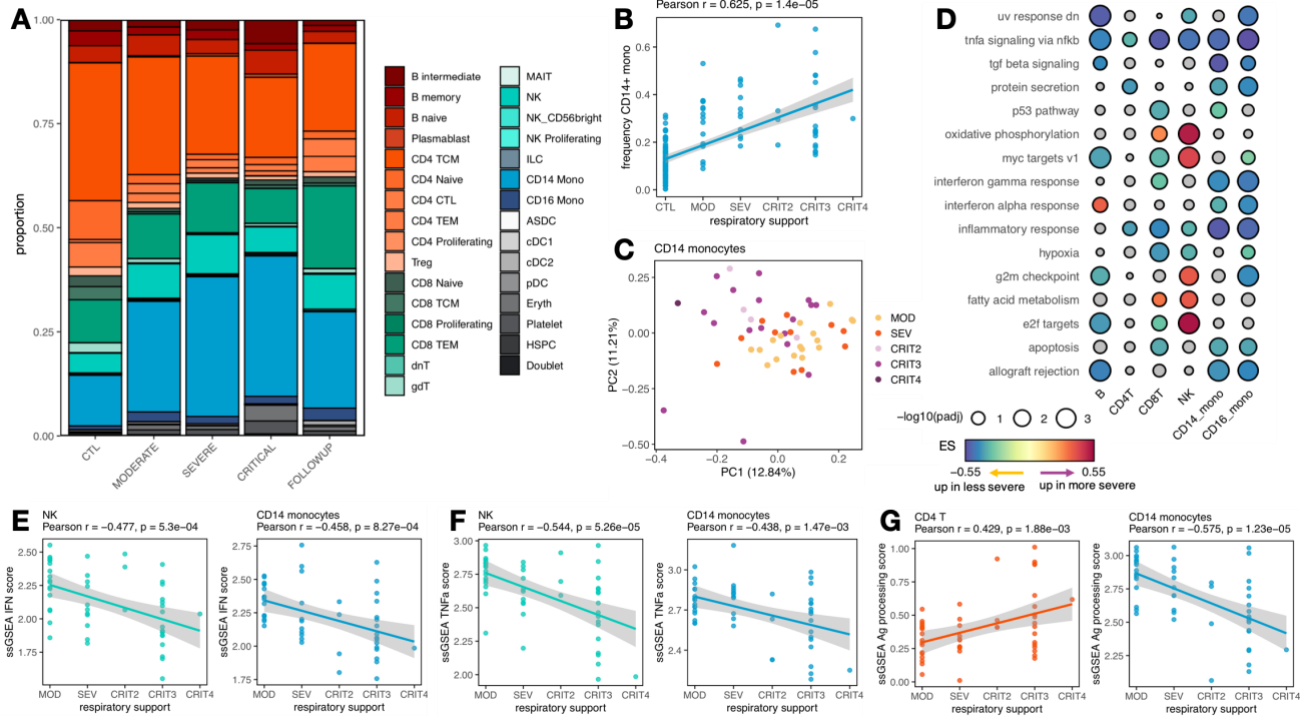 A
1.00
0.75
0.50
0.25
0.00
proportion
CTL
MODERATE
SEVERE
CRITICAL
FOLLOWUP
B intermediate
B memory
B naive
Plasmablast
CD4 TCM
CD4 Naive
CD4 CTL
CD4 TEM
CD4 Proliferating
Treg
CD8 Naive
CD8 TCM
CD8 Proliferating
CD8 TEM
dnT
gdT
MAIT
NK
NK_CD56bright
NK Proliferating
ILC
CD14 Mono
CD16 Mono
ASDC
cDC1
cDC2
pDC
Eryth
Platelet
HSPC
Doublet
B
Pearson r = 0.625, p = 1.4e-05
frequency CD14+ mono
0.6
0.4
0.2
0.0
CTL
MOD
SEV
CRIT2
CRIT3
CRIT4
respiratory support
C
CD14 monocytes
PC2 (11.21%)
0.25
0.00
−0.25
−0.50
−0.4
−0.2
0.0
0.2
PC1 (12.84%)
MOD
SEV
CRIT2
CRIT3
CRIT4
D
uv response dn
tnfa signaling via nfkb
tgf beta signaling
protein secretion
p53 pathway
oxidative phosphorylation
myc targets v1
interferon gamma response
interferon alpha response
inflammatory response
hypoxia
g2m checkpoint
fatty acid metabolism
e2f targets
apoptosis
allograft rejection
B
CD4T
CD8T
NK
CD14_mono
CD16_mono
−log10(padj)
1
2
3
ES
−0.55
0.55
up in less severe
up in more severe
E
NK
Pearson r = −0.477, p = 5.3e−04
ssGSEA IFN score
2.50
2.25
2.00
1.75
MOD
SEV
CRIT2
CRIT3
CRIT4
respiratory support
CD14 monocytes
Pearson r = −0.458, p = 8.27e−04
ssGSEA IFN score
2.75
2.50
2.25
2.00
1.75
MOD
SEV
CRIT2
CRIT3
CRIT4
respiratory support
F
NK
Pearson r = −0.544, p = 5.26e−05
ssGSEA TNFa score
3.00
2.75
2.50
2.25
2.00
MOD
SEV
CRIT2
CRIT3
CRIT4
respiratory support
CD14 monocytes
Pearson r = −0.438, p = 1.47e−03
ssGSEA TNFa score
3.0
2.7
2.4
MOD
SEV
CRIT2
CRIT3
CRIT4
respiratory support
G
CD4 T
Pearson r = 0.429, p = 1.88e−03
ssGSEA Ag processing score
1.00
0.75
0.50
0.25
0.00
MOD
SEV
CRIT2
CRIT3
CRIT4
respiratory support
CD14 monocytes
Pearson r = −0.575, p = 1.23e−05
ssGSEA Ag processing score
3.00
2.75
2.50
2.25
MOD
SEV
CRIT2
CRIT3
CRIT4
respiratory support